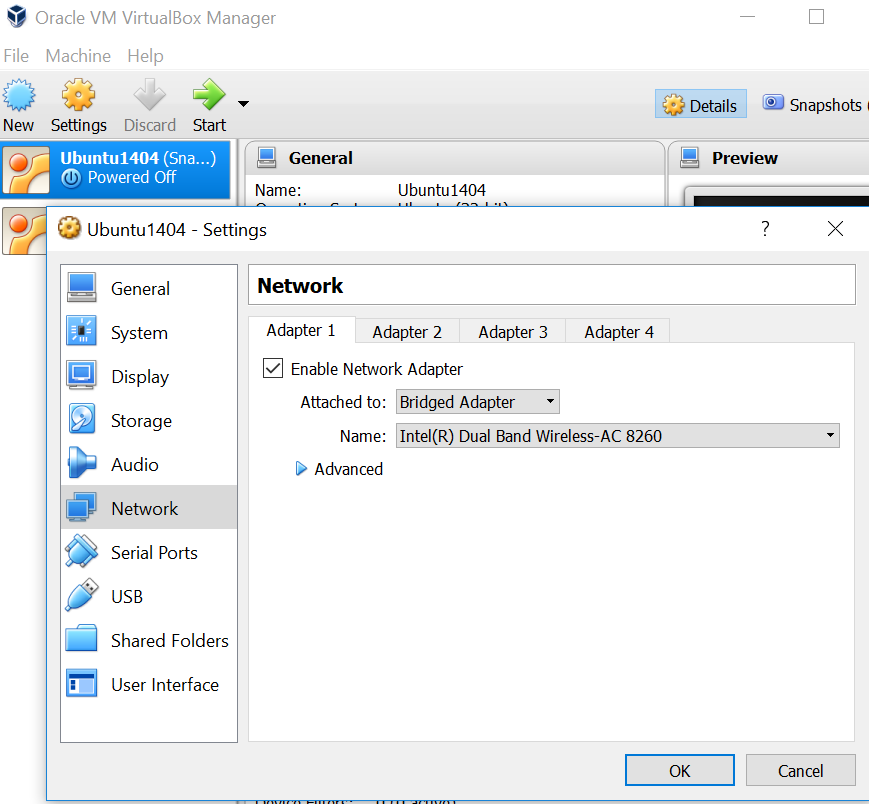 Oracle VM VirtualBox Manager
File Machine Help
New Settings Discard Start Details Snapshots
Ubuntu1404 (Sna...)
Powered Off
General
Name: Ubuntu1404
Preview
Ubuntu1404 - Settings ?
General
System
Display
Storage
Audio
Network
Serial Ports
USB
Shared Folders
User Interface
Network
Adapter 1 Adapter 2 Adapter 3 Adapter 4
Enable Network Adapter
Attached to: Bridged Adapter
Name: Intel(R) Dual Band Wireless-AC 8260
Advanced
OK Cancel